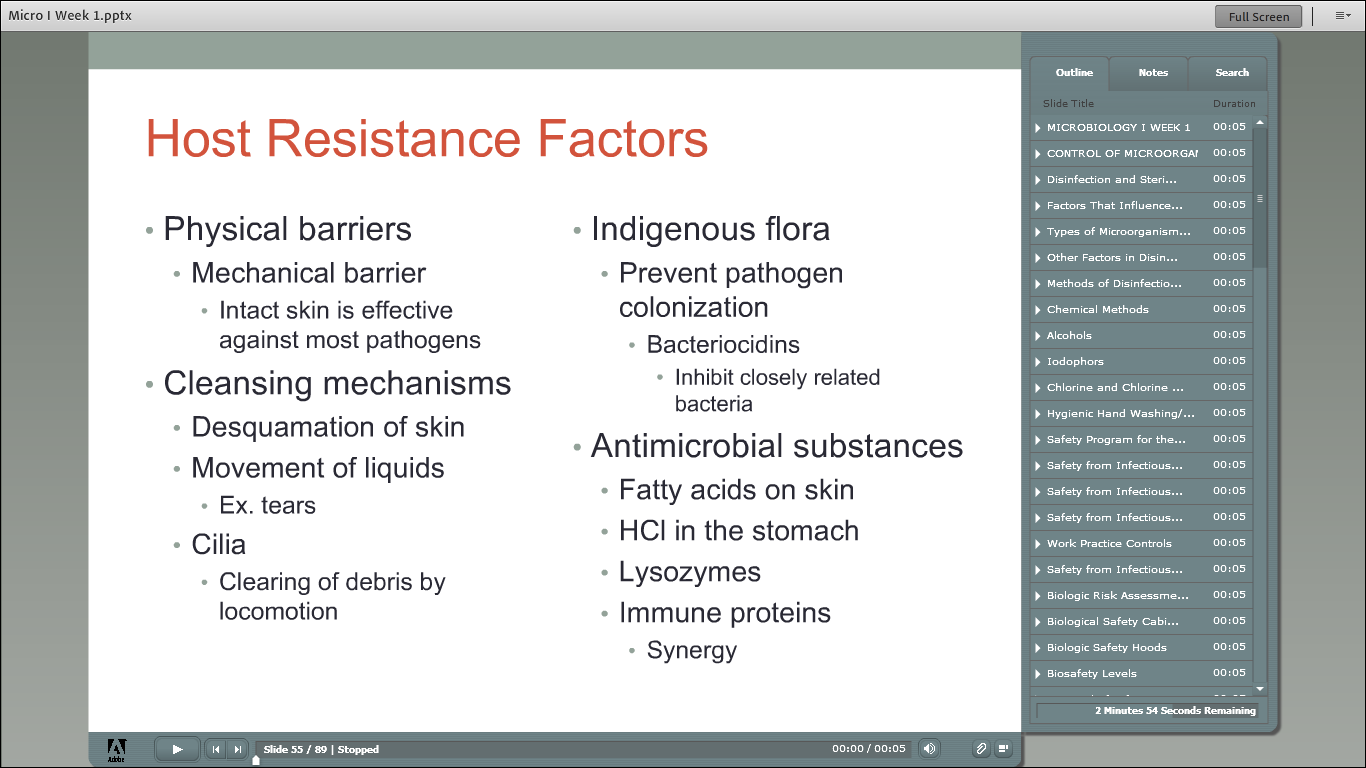 Micro I Week 1.pptx
Full Screen
Host Resistance Factors
• Physical barriers
• Mechanical barrier
• Intact skin is effective
against most pathogens
• Cleansing mechanisms
• Desquamation of skin
• Movement of liquids
• Ex. tears
• Cilia
• Clearing of debris by
locomotion
• Indigenous flora
• Prevent pathogen
colonization
• Bacteriocidins
• Inhibit closely related
bacteria
• Antimicrobial substances
• Fatty acids on skin
• HCl in the stomach
• Lysozymes
• Immune proteins
• Synergy
Outline Notes Search
Slide Title Duration
MICROBIOLOGY I WEEK 1 00:05
CONTROL OF MICROORGAN 00:05
Disinfection and Steri... 00:05
Factors That Influence... 00:05
Types of Microorganism... 00:05
Other Factors in Disin... 00:05
Methods of Disinfectio... 00:05
Chemical Methods 00:05
Alcohols 00:05
Iodophors 00:05
Chlorine and Chlorine ... 00:05
Hygienic Hand Washing/... 00:05
Safety Program for the... 00:05
Safety from Infectious... 00:05
Safety from Infectious... 00:05
Safety from Infectious... 00:05
Work Practice Controls 00:05
Safety from Infectious... 00:05
Biologic Risk Assessme... 00:05
Biological Safety Cabi... 00:05
Biologic Safety Hoods 00:05
Biosafety Levels 00:05
2 Minutes 54 Seconds Remaining
Adobe
Slide 55 / 89 | Stopped
00:00 / 00:05